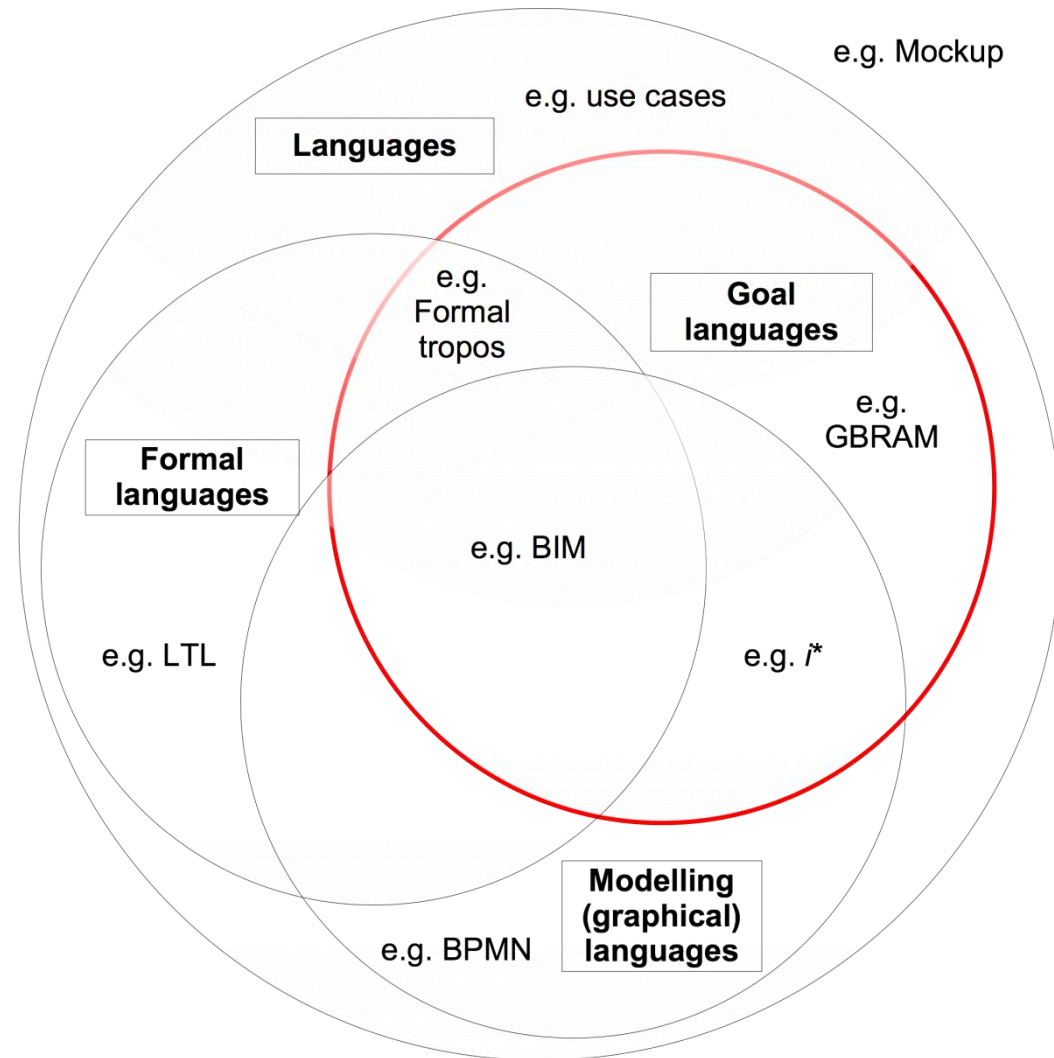 e.g. Mockup
e.g. use cases
Languages
e.g.
Formal
tropos
Goal
languages
e.g.
GBRAM
Formal
languages
e.g. BIM
e.g. LTL
e.g. i*
Modelling
(graphical)
languages
e.g. BPMN